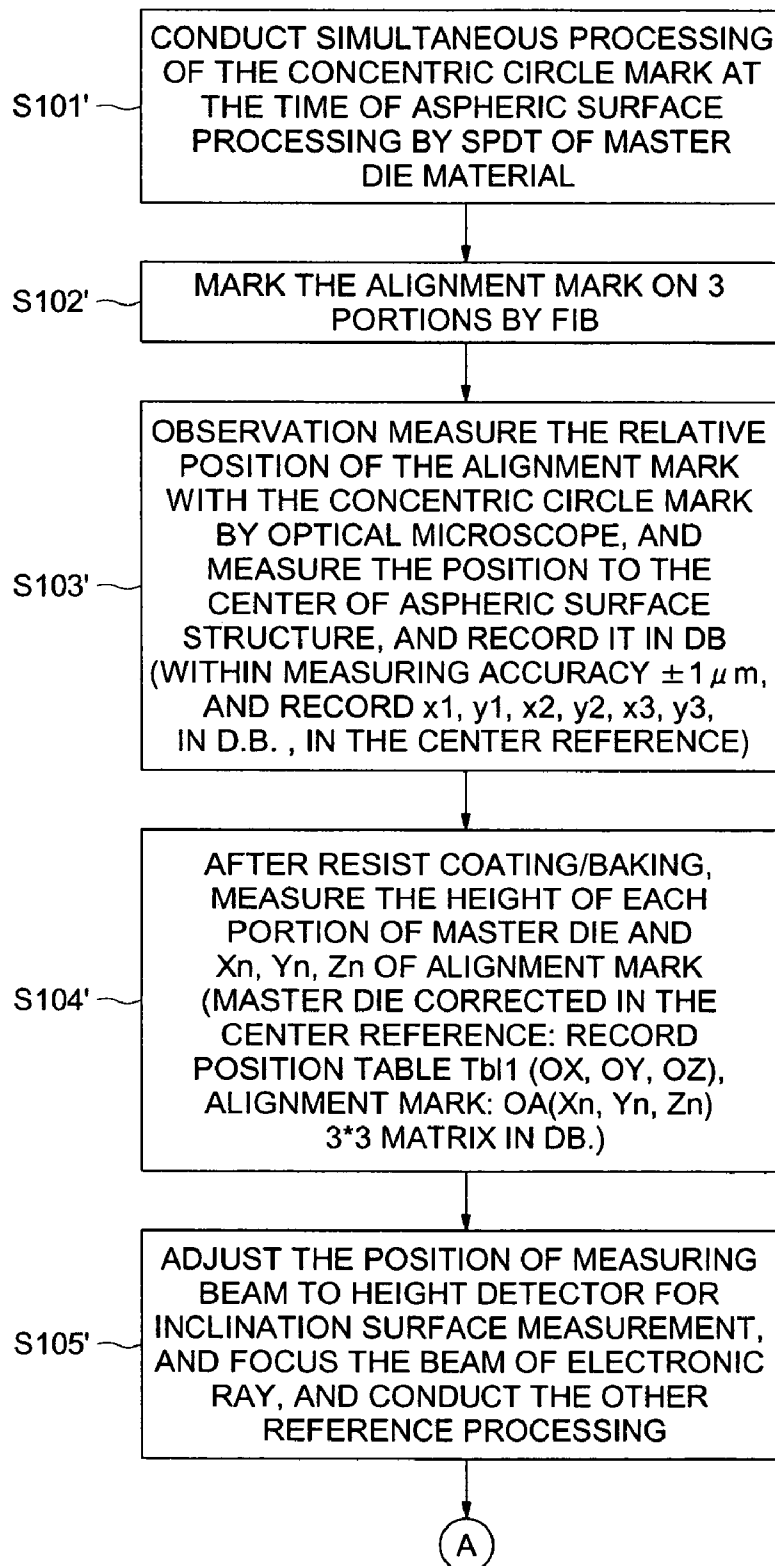 CONDUCT SIMULTANEOUS PROCESSING
OF THE CONCENTRIC CIRCLE MARK AT
THE TIME OF ASPHERIC SURFACE
PROCESSING BY SPDT OF MASTER
DIE MATERIAL
S101'
MARK THE ALIGNMENT MARK ON 3
PORTIONS BY FIB
S102'
OBSERVATION MEASURE THE RELATIVE
POSITION OF THE ALIGNMENT MARK
WITH THE CONCENTRIC CIRCLE MARK
BY OPTICAL MICROSCOPE, AND
MEASURE THE POSITION TO THE
CENTER OF ASPHERIC SURFACE
STRUCTURE, AND RECORD IT IN DB
(WITHIN MEASURING ACCURACY ±1 μm,
AND RECORD x1, y1, x2, y2, x3, y3,
IN D.B. , IN THE CENTER REFERENCE)
S103'
AFTER RESIST COATING/BAKING,
MEASURE THE HEIGHT OF EACH
PORTION OF MASTER DIE AND
Xn, Yn, Zn OF ALIGNMENT MARK
(MASTER DIE CORRECTED IN THE
CENTER REFERENCE: RECORD
POSITION TABLE Tbl1 (OX, OY, OZ),
ALIGNMENT MARK: OA(Xn, Yn, Zn)
3*3 MATRIX IN DB.)
S104'
ADJUST THE POSITION OF MEASURING
BEAM TO HEIGHT DETECTOR FOR
INCLINATION SURFACE MEASUREMENT,
AND FOCUS THE BEAM OF ELECTRONIC
RAY, AND CONDUCT THE OTHER
REFERENCE PROCESSING
S105'
A